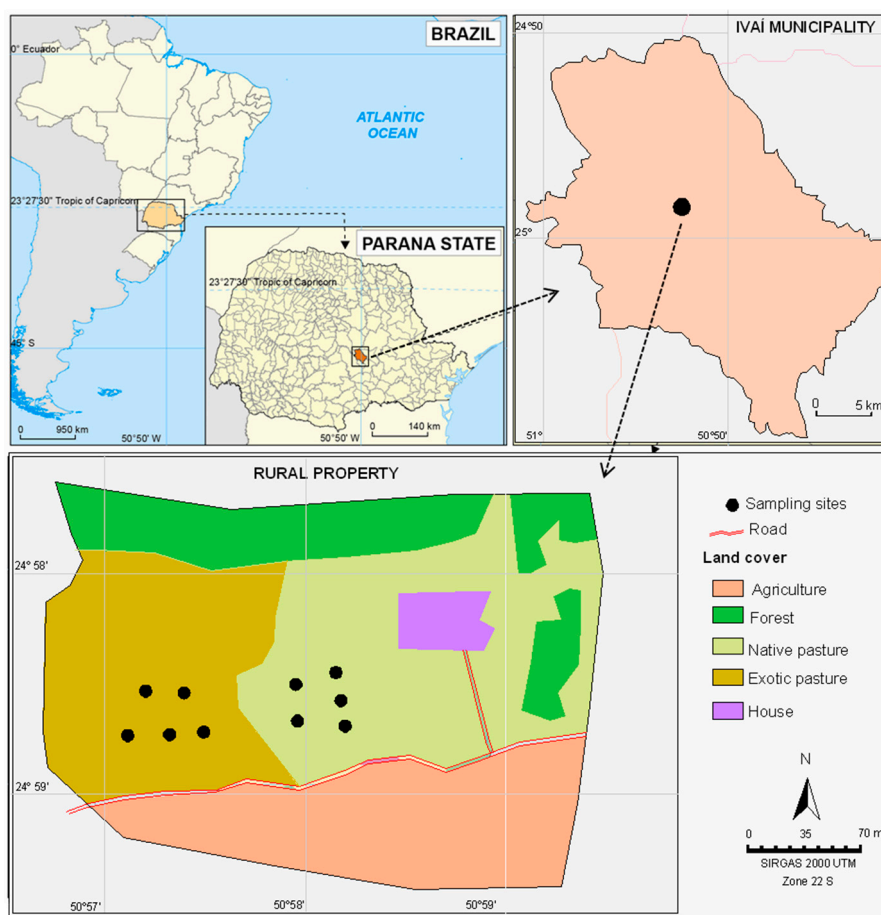 BRAZIL
0° Ecuador
ATLANTIC
OCEAN
23°27'30" Tropic of Capricorn
PARANA STATE
23°27'30" Tropic of Capricorn
45° S
0 950 km
50°50' W
50°50' W
0 140 km
IVAÍ MUNICIPALITY
24°50'
25°
0 5 km
51°
50°50'
RURAL PROPERTY
24°58'
24°59'
50°57'
50°58'
50°59'
Sampling sites
Road
Land cover
Agriculture
Forest
Native pasture
Exotic pasture
House
N
0 35 70 m
SIRGAS 2000 UTM
Zone 22 S